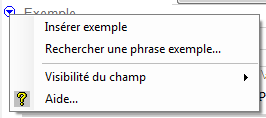 Exemple
Insérer exemple
Rechercher une phrase exemple...
Visibilité du champ
Aide...